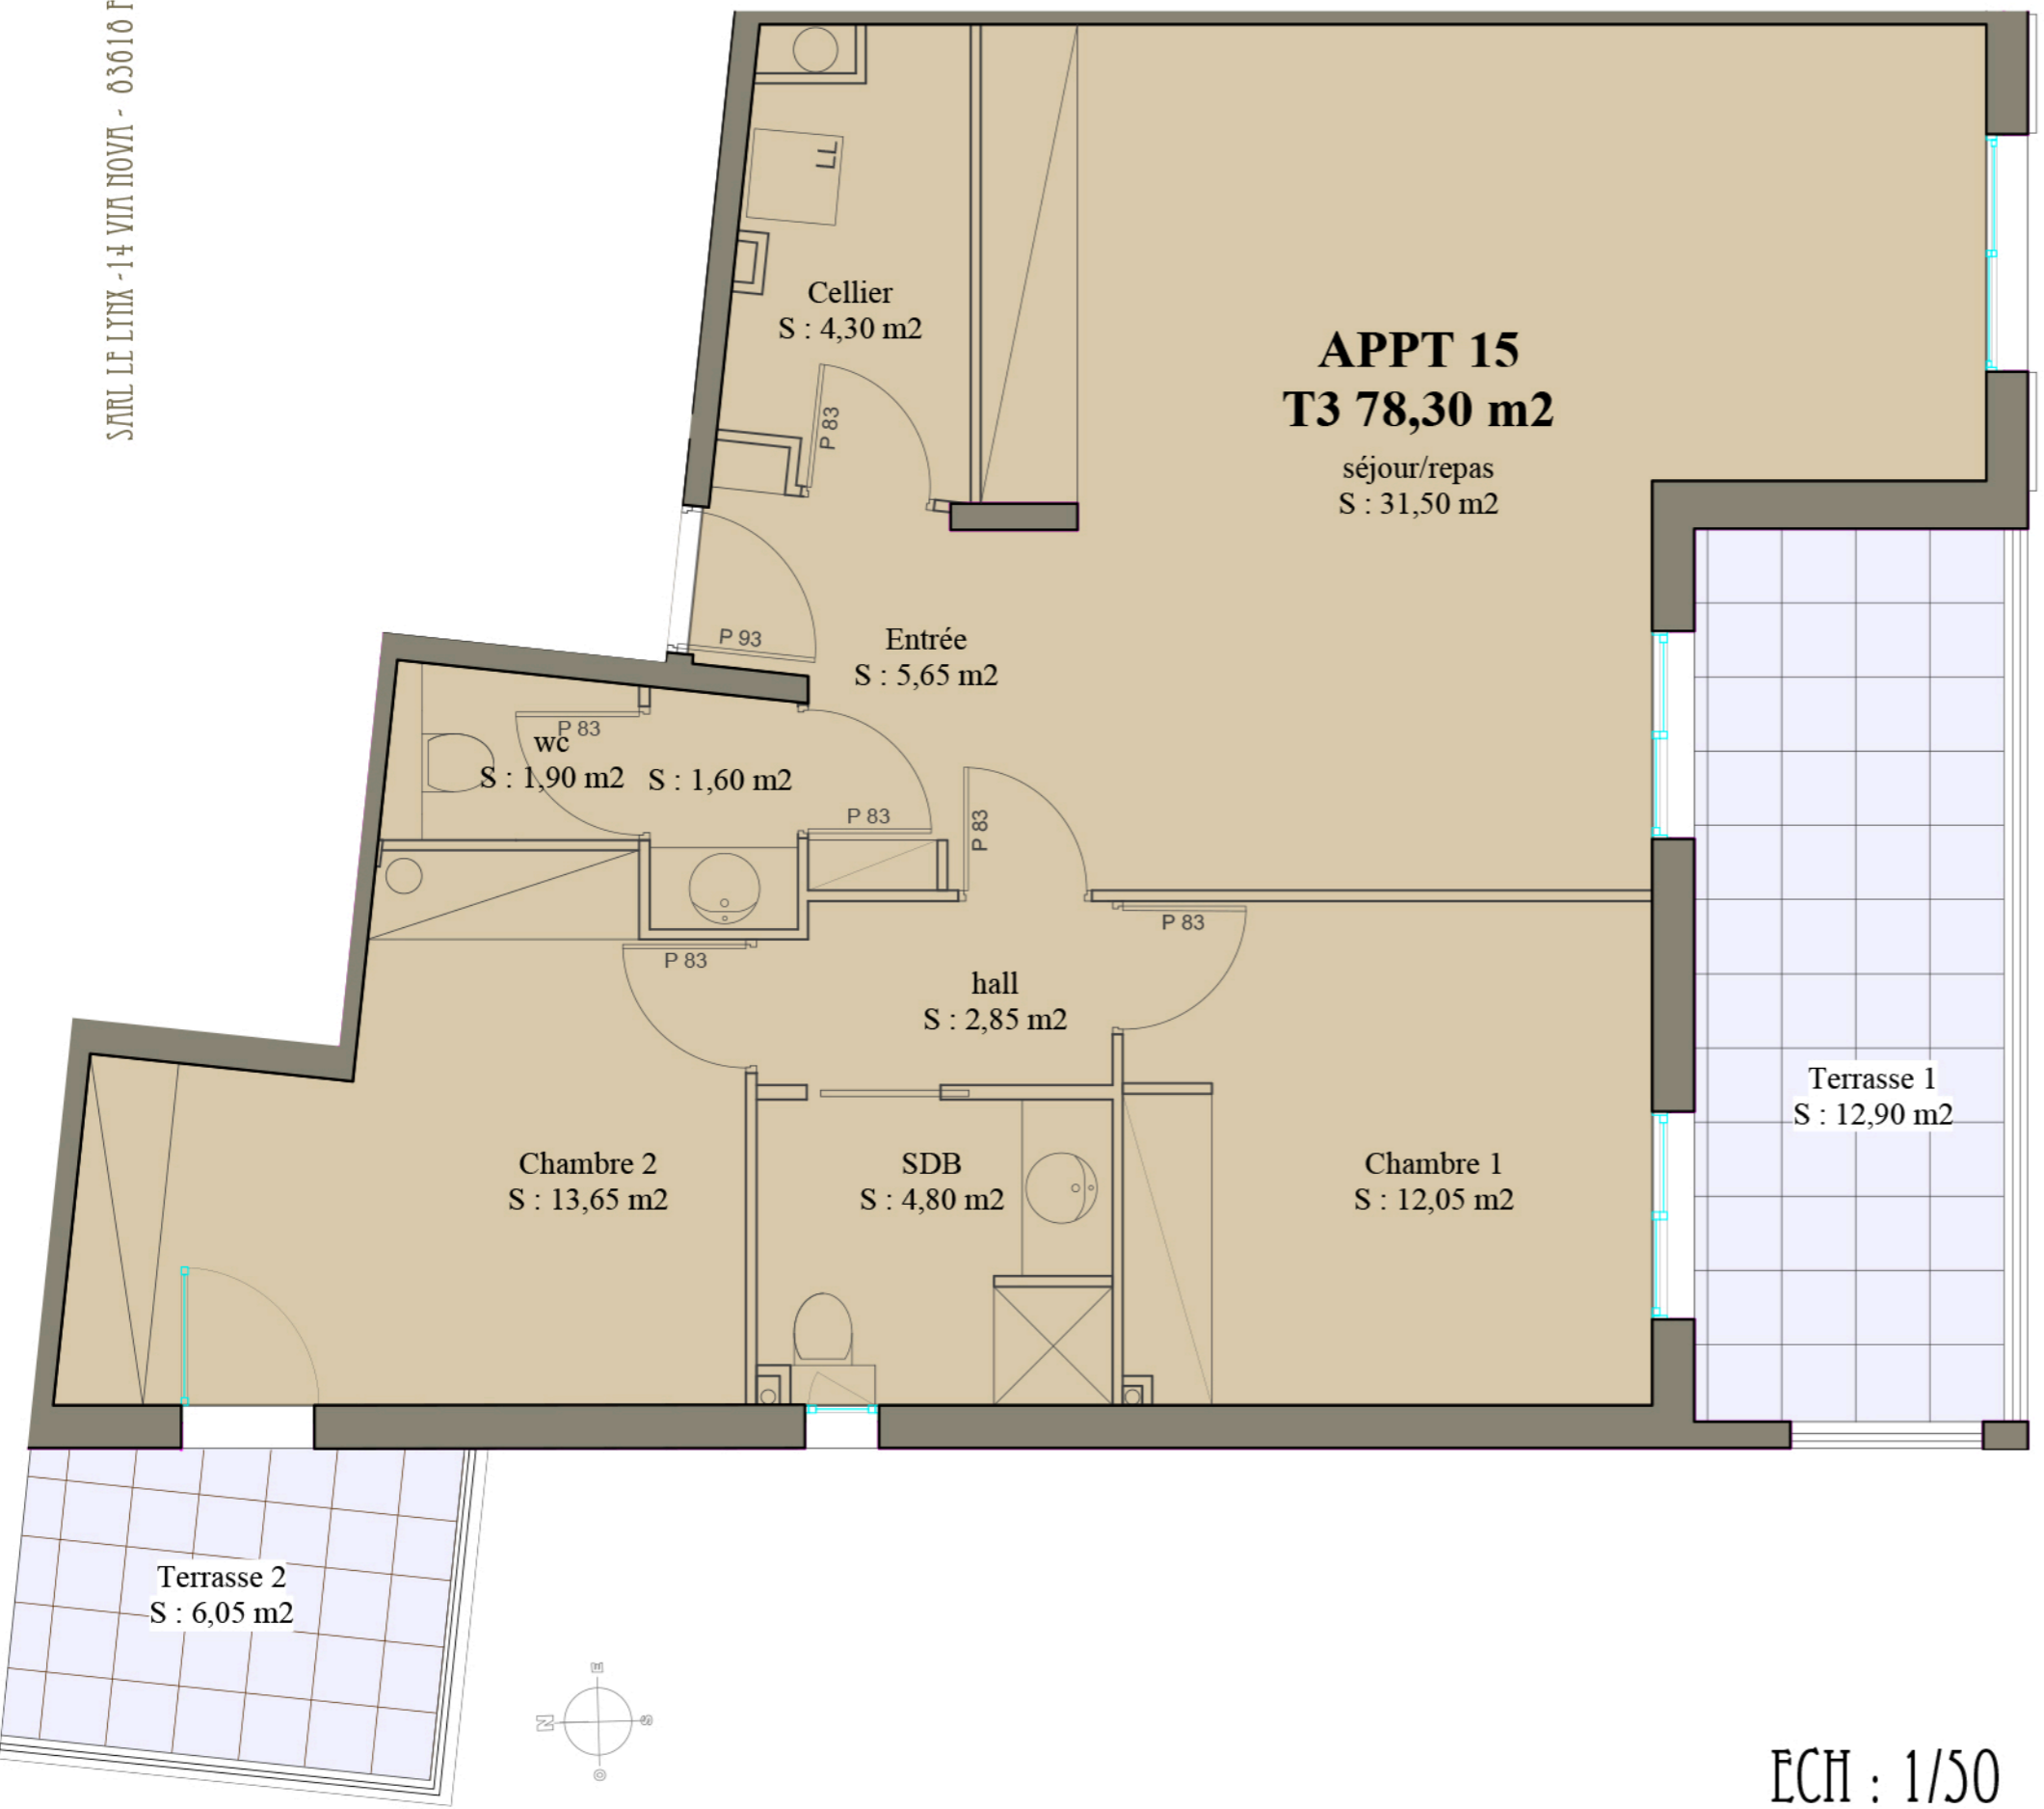 SARL LE LYNX - 14 VIA NOVA - 83618
LL
Cellier
S : 4,30 m2
P 83
APPT 15
T3 78,30 m2
séjour/repas
S : 31,50 m2
P 93
Entrée
S : 5,65 m2
P 83
wc
S : 1,90 m2
S : 1,60 m2
P 83
P 83
P 83
P 83
hall
S : 2,85 m2
Terrasse 1
S : 12,90 m2
Chambre 2
S : 13,65 m2
SDB
S : 4,80 m2
Chambre 1
S : 12,05 m2
Terrasse 2
S : 6,05 m2
E
N
S
O
ECH : 1/50